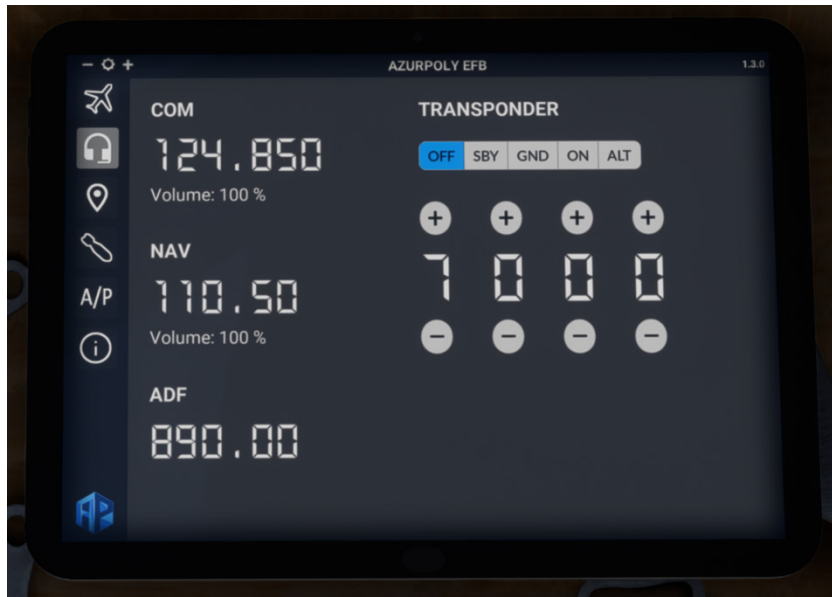 AZURPOLY EFB
1.3.0
COM
124.850
Volume: 100 %
NAV
110.50
Volume: 100 %
ADF
890.00
A/P
TRANSPONDER
OFF SBY GND ON ALT
+ + + +
7 0 0 0
− − − −
AP